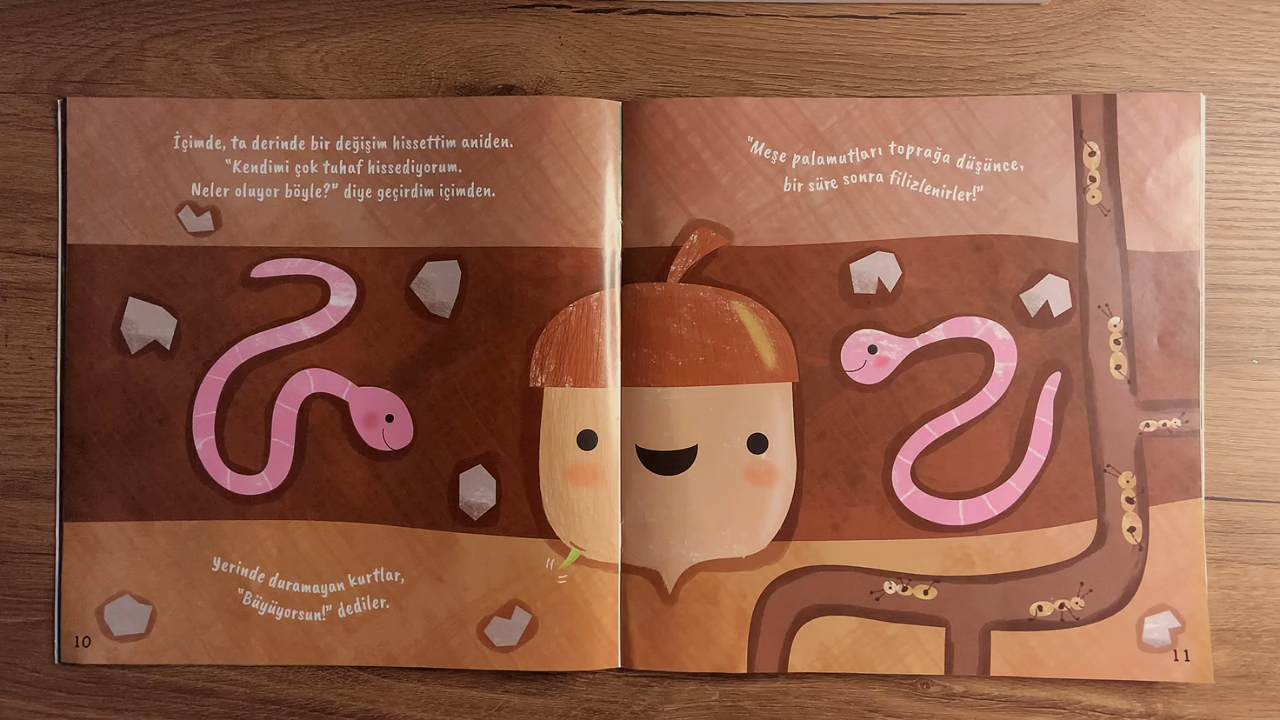 İçimde, ta derinde bir değişim hissettim aniden.
"Kendimi çok tuhaf hissediyorum.
Neler oluyor böyle?" diye geçirdim içimden.
Yerinde duramayan kurtlar,
"Büyüyorsun!" dediler.
10
"Meşe palamutları toprağa düşünce,
bir süre sonra filizlenirler!"
11